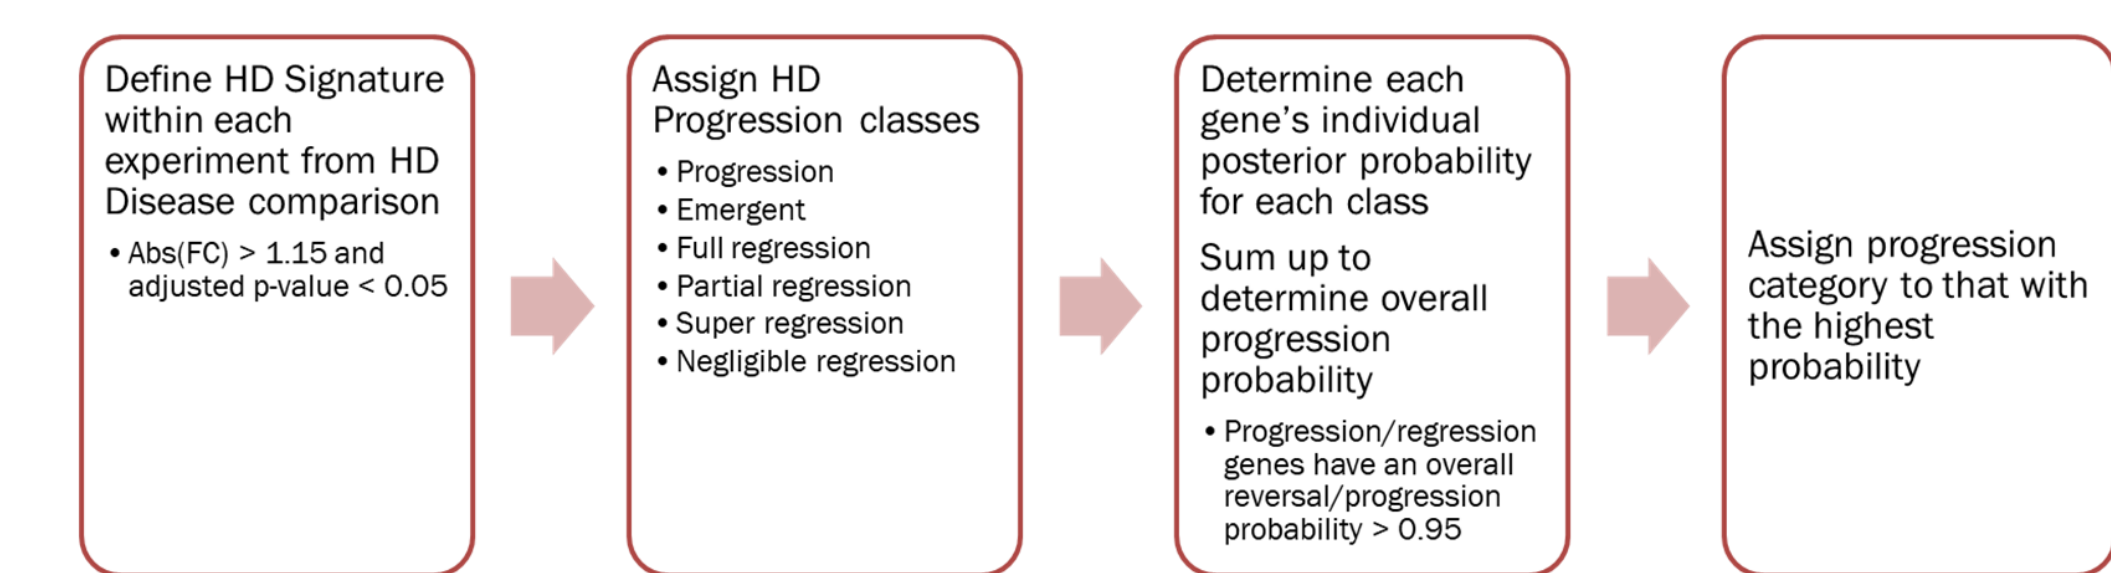 Define HD Signature
within each
experiment from HD
Disease comparison
• Abs(FC) > 1.15 and
adjusted p-value < 0.05
Assign HD
Progression classes
• Progression
• Emergent
• Full regression
• Partial regression
• Super regression
• Negligible regression
Determine each
gene’s individual
posterior probability
for each class
Sum up to
determine overall
progression
probability
• Progression/regression
genes have an overall
reversal/progression
probability > 0.95
Assign progression
category to that with
the highest
probability